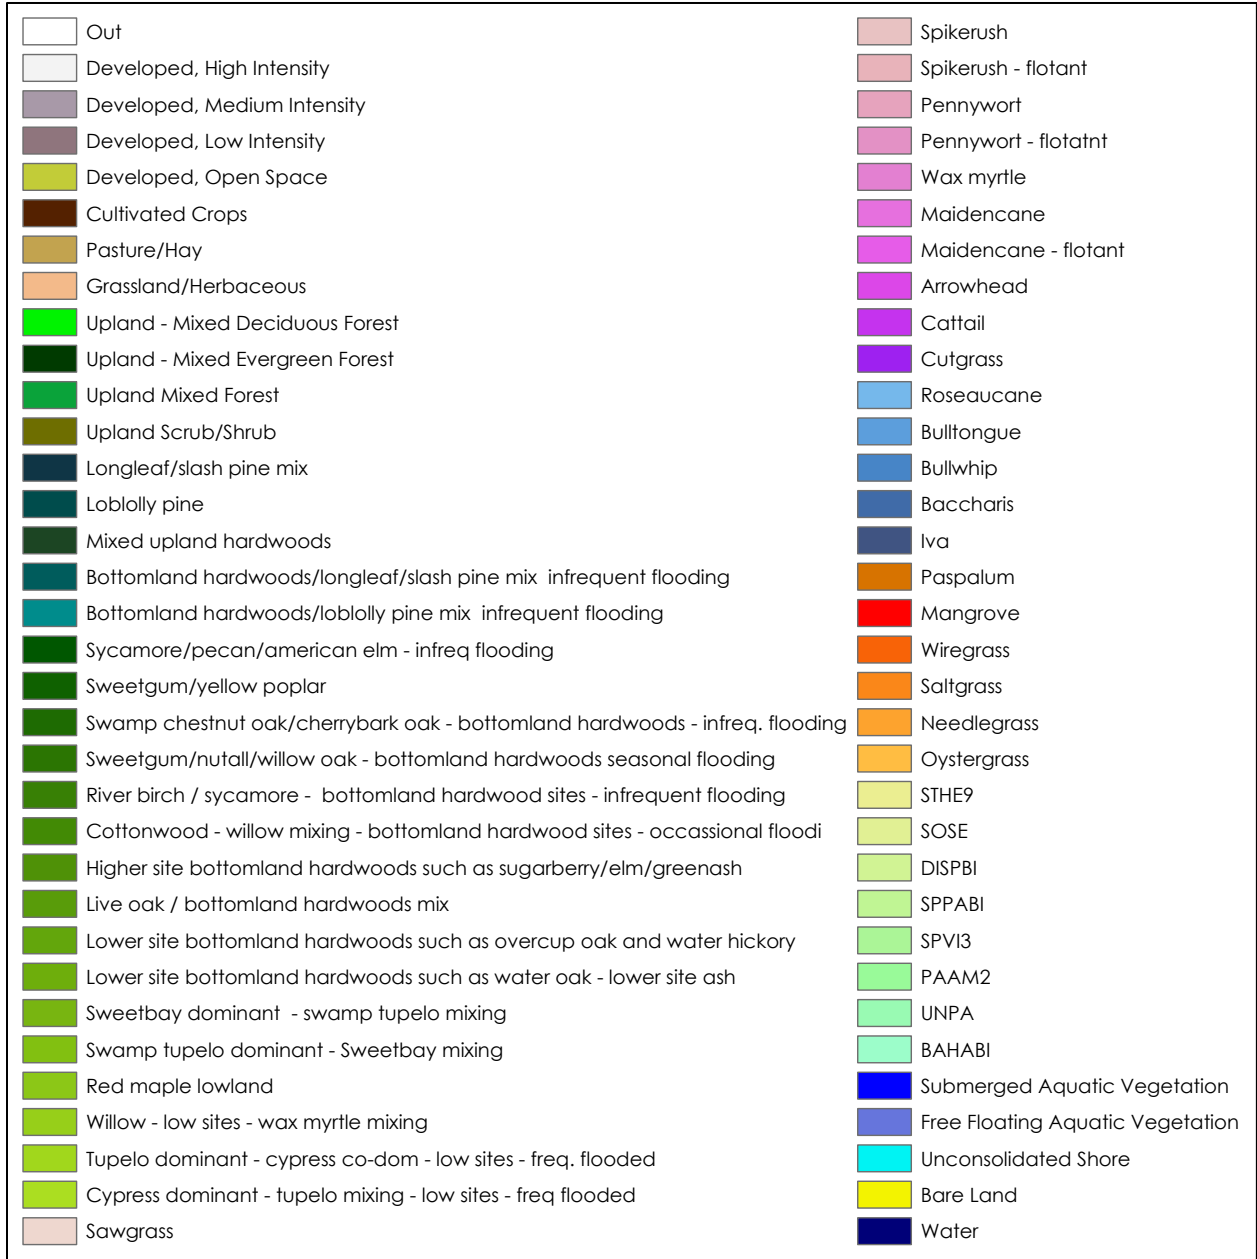 Out
Developed, High Intensity
Developed, Medium Intensity
Developed, Low Intensity
Developed, Open Space
Cultivated Crops
Pasture/Hay
Grassland/Herbaceous
Upland - Mixed Deciduous Forest
Upland - Mixed Evergreen Forest
Upland Mixed Forest
Upland Scrub/Shrub
Longleaf/slash pine mix
Loblolly pine
Mixed upland hardwoods
Bottomland hardwoods/longleaf/slash pine mix  infrequent flooding
Bottomland hardwoods/loblolly pine mix  infrequent flooding
Sycamore/pecan/american elm - infreq flooding
Sweetgum/yellow poplar
Swamp chestnut oak/cherrybark oak - bottomland hardwoods - infreq. flooding
Sweetgum/nutall/willow oak - bottomland hardwoods seasonal flooding
River birch / sycamore -  bottomland hardwood sites - infrequent flooding
Cottonwood - willow mixing - bottomland hardwood sites - occassional floodi
Higher site bottomland hardwoods such as sugarberry/elm/greenash
Live oak / bottomland hardwoods mix
Lower site bottomland hardwoods such as overcup oak and water hickory
Lower site bottomland hardwoods such as water oak - lower site ash
Sweetbay dominant  - swamp tupelo mixing
Swamp tupelo dominant - Sweetbay mixing
Red maple lowland
Willow - low sites - wax myrtle mixing
Tupelo dominant - cypress co-dom - low sites - freq. flooded
Cypress dominant - tupelo mixing - low sites - freq flooded
Sawgrass
Spikerush
Spikerush - flotant
Pennywort
Pennywort - flotatnt
Wax myrtle
Maidencane
Maidencane - flotant
Arrowhead
Cattail
Cutgrass
Roseaucane
Bulltongue
Bullwhip
Baccharis
Iva
Paspalum
Mangrove
Wiregrass
Saltgrass
Needlegrass
Oystergrass
STHE9
SOSE
DISPBI
SPPABI
SPVI3
PAAM2
UNPA
BAHABI
Submerged Aquatic Vegetation
Free Floating Aquatic Vegetation
Unconsolidated Shore
Bare Land
Water